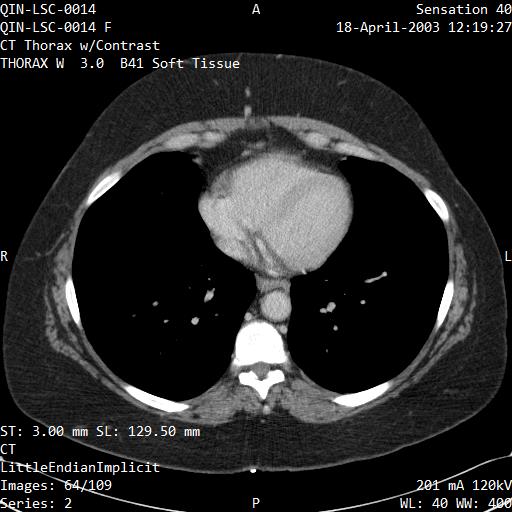 QIN-LSC-0014
A
Sensation 40
QIN-LSC-0014 F
18-April-2003 12:19:27
CT Thorax w/Contrast
THORAX W  3.0  B41 Soft Tissue
R
L
ST: 3.00 mm SL: 129.50 mm
CT
LittleEndianImplicit
Images: 64/109
201 mA 120kV
Series: 2
P
WL: 40 WW: 400